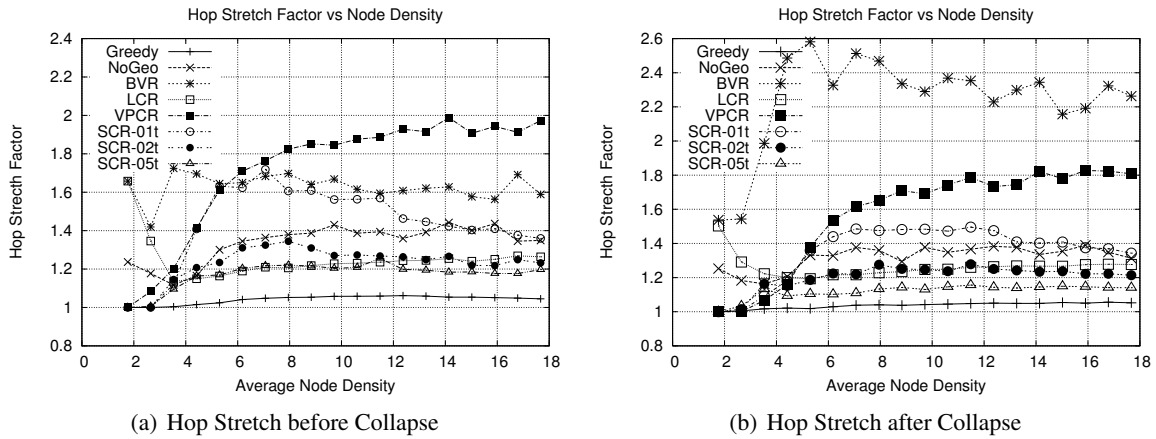 Hop Stretch Factor vs Node Density
2.4
2.2
2
1.8
1.6
1.4
1.2
1
0.8
Hop Strecth Factor
Greedy
NoGeo
BVR
LCR
VPCR
SCR-01t
SCR-02t
SCR-05t
0 2 4 6 8 10 12 14 16 18
Average Node Density
(a) Hop Stretch before Collapse
Hop Stretch Factor vs Node Density
2.6
2.4
2.2
2
1.8
1.6
1.4
1.2
1
0.8
Hop Strecth Factor
Greedy
NoGeo
BVR
LCR
VPCR
SCR-01t
SCR-02t
SCR-05t
0 2 4 6 8 10 12 14 16 18
Average Node Density
(b) Hop Stretch after Collapse